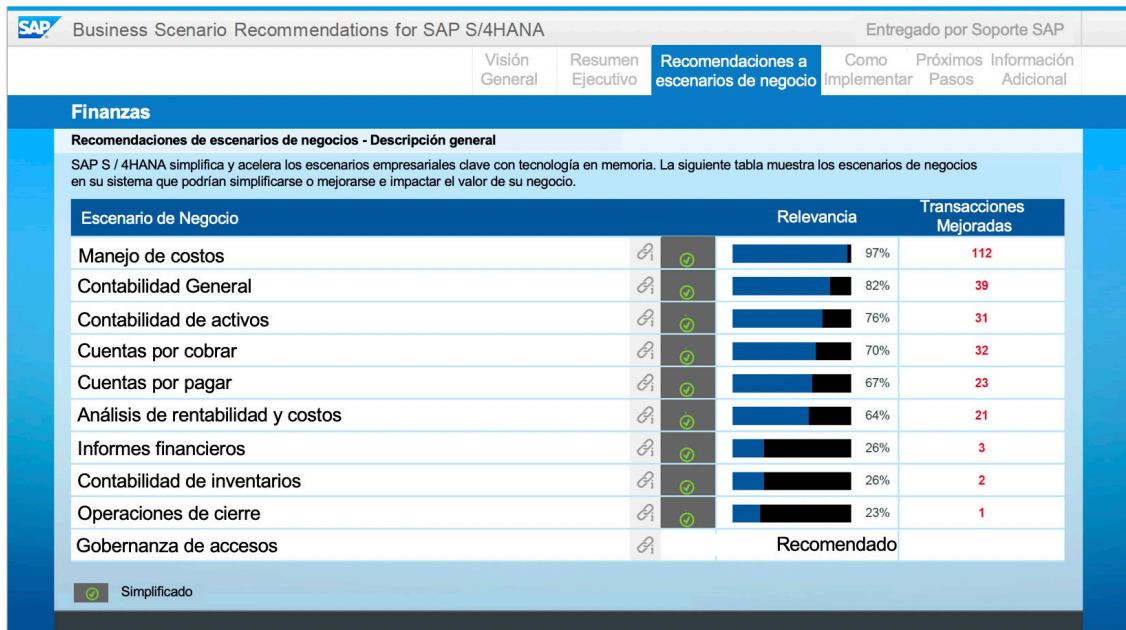 SAP Business Scenario Recommendations for SAP S/4HANA Entregado por Soporte SAP
Visión General
Resumen Ejecutivo
Recomendaciones a escenarios de negocio
Como Implementar
Próximos Pasos
Información Adicional
Finanzas
Recomendaciones de escenarios de negocios - Descripción general
SAP S / 4HANA simplifica y acelera los escenarios empresariales clave con tecnología en memoria. La siguiente tabla muestra los escenarios de negocios
en su sistema que podrían simplificarse o mejorarse e impactar el valor de su negocio.
Escenario de Negocio Relevancia Transacciones Mejoradas
Manejo de costos 97% 112
Contabilidad General 82% 39
Contabilidad de activos 76% 31
Cuentas por cobrar 70% 32
Cuentas por pagar 67% 23
Análisis de rentabilidad y costos 64% 21
Informes financieros 26% 3
Contabilidad de inventarios 26% 2
Operaciones de cierre 23% 1
Gobernanza de accesos Recomendado
Simplificado